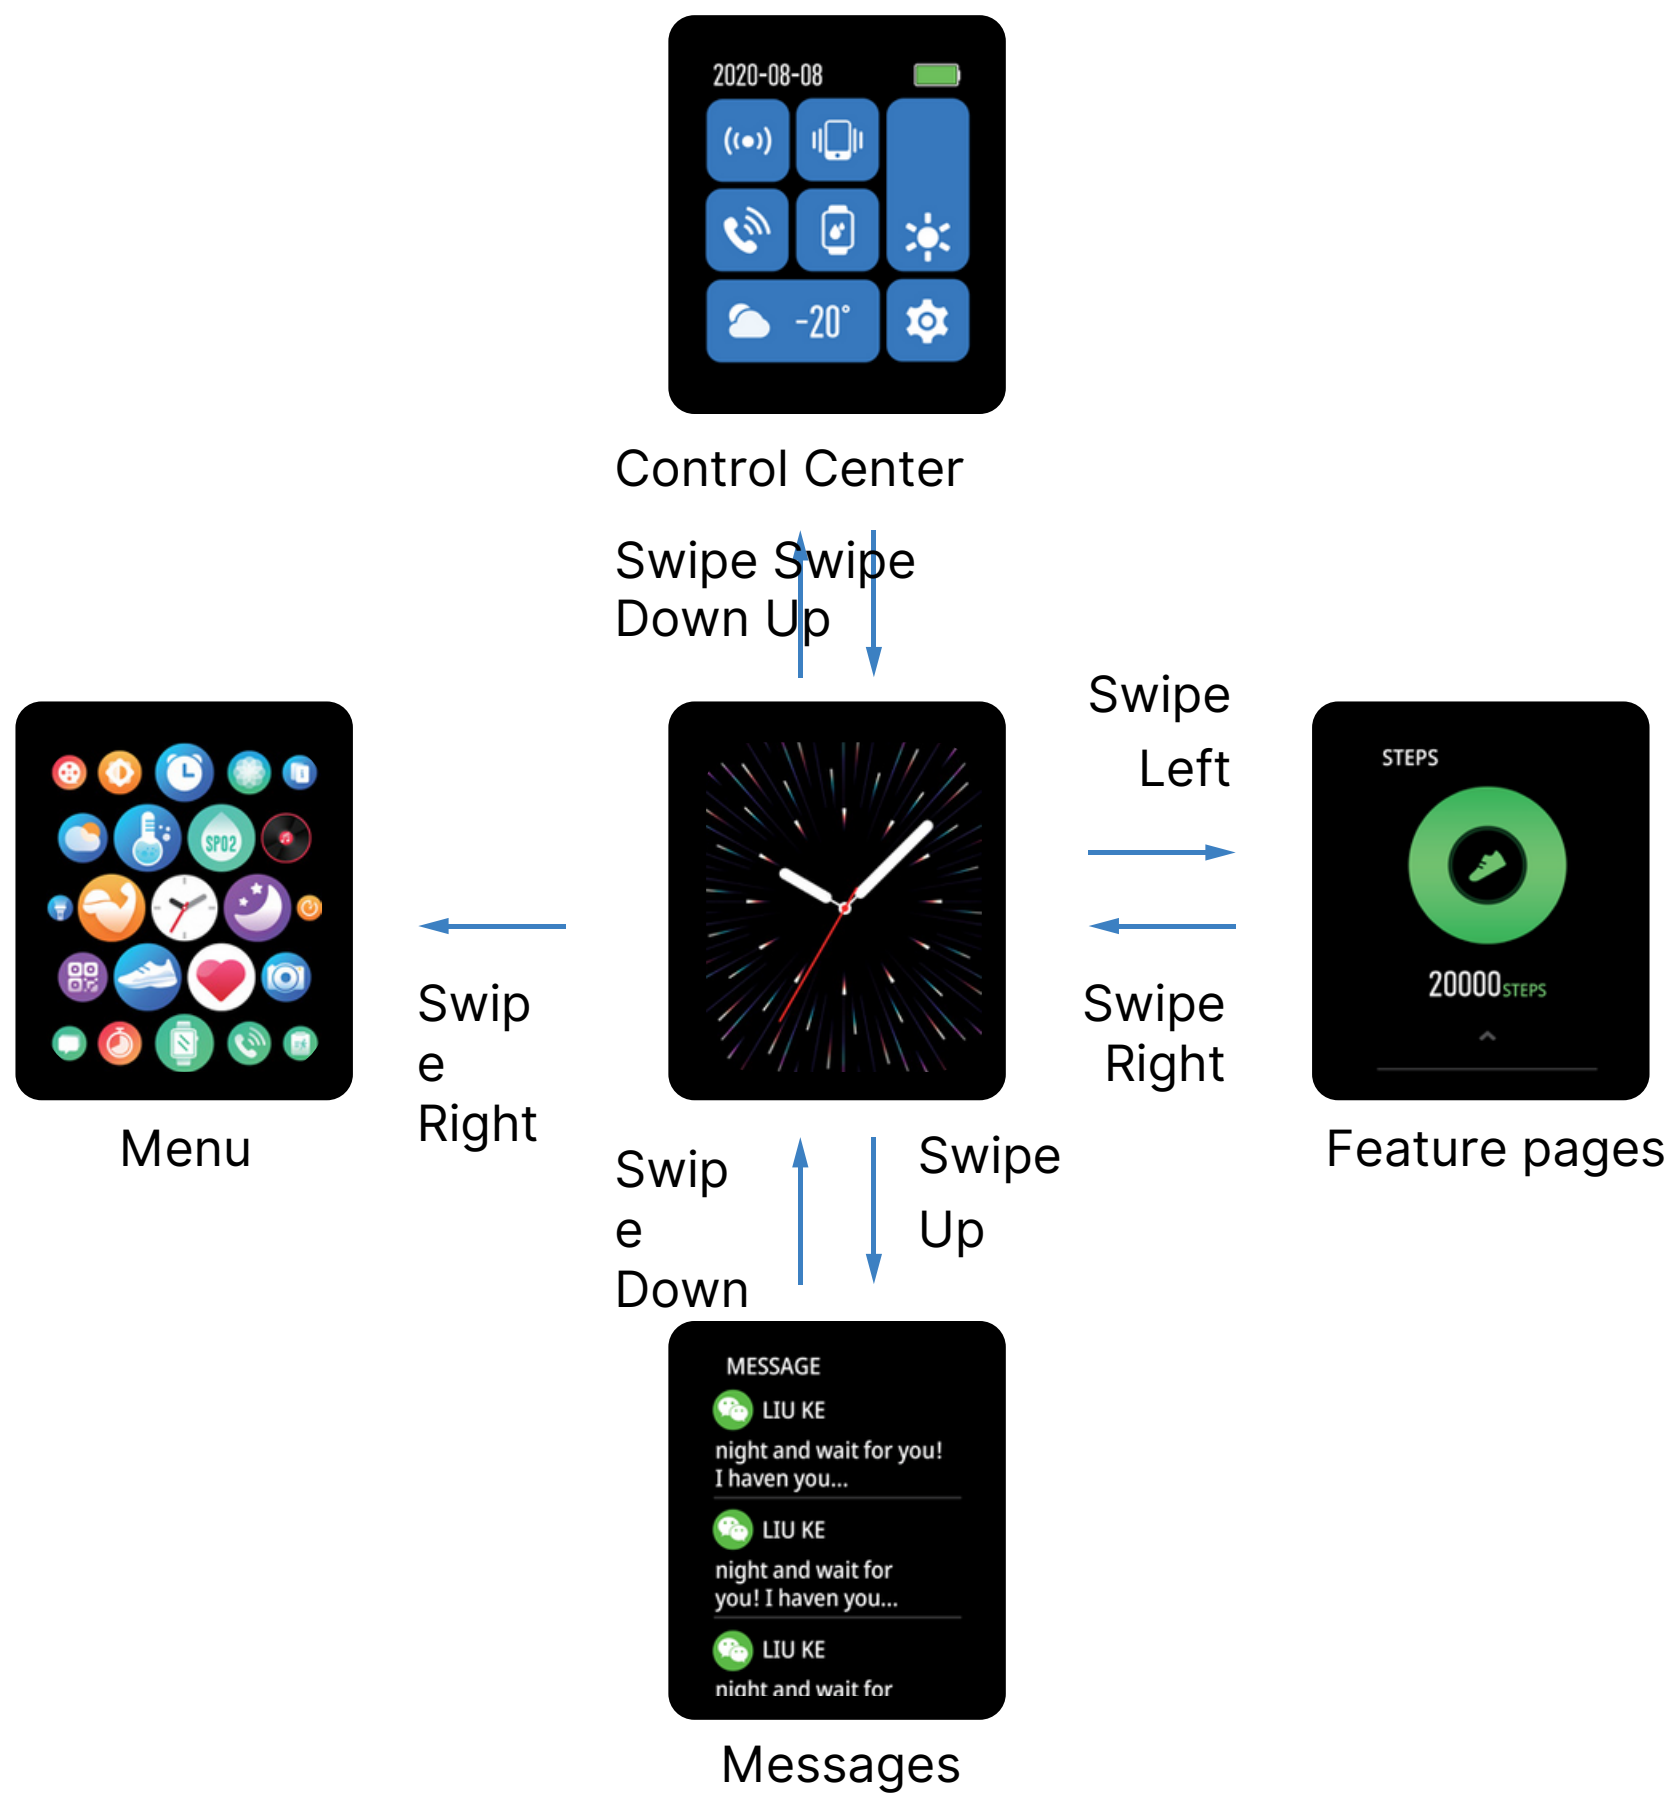 2020-08-08
-20°
Control Center
Swipe Swipe
Down Up
Swipe
Left
STEPS
20000STEPS
SPO2
Swip
e
Right
Swipe
Right
Menu
Feature pages
Swip
e
Down
Swipe
Up
MESSAGE
LIU KE
night and wait for you!
I haven you...
LIU KE
night and wait for
you! I haven you...
LIU KE
night and wait for
Messages